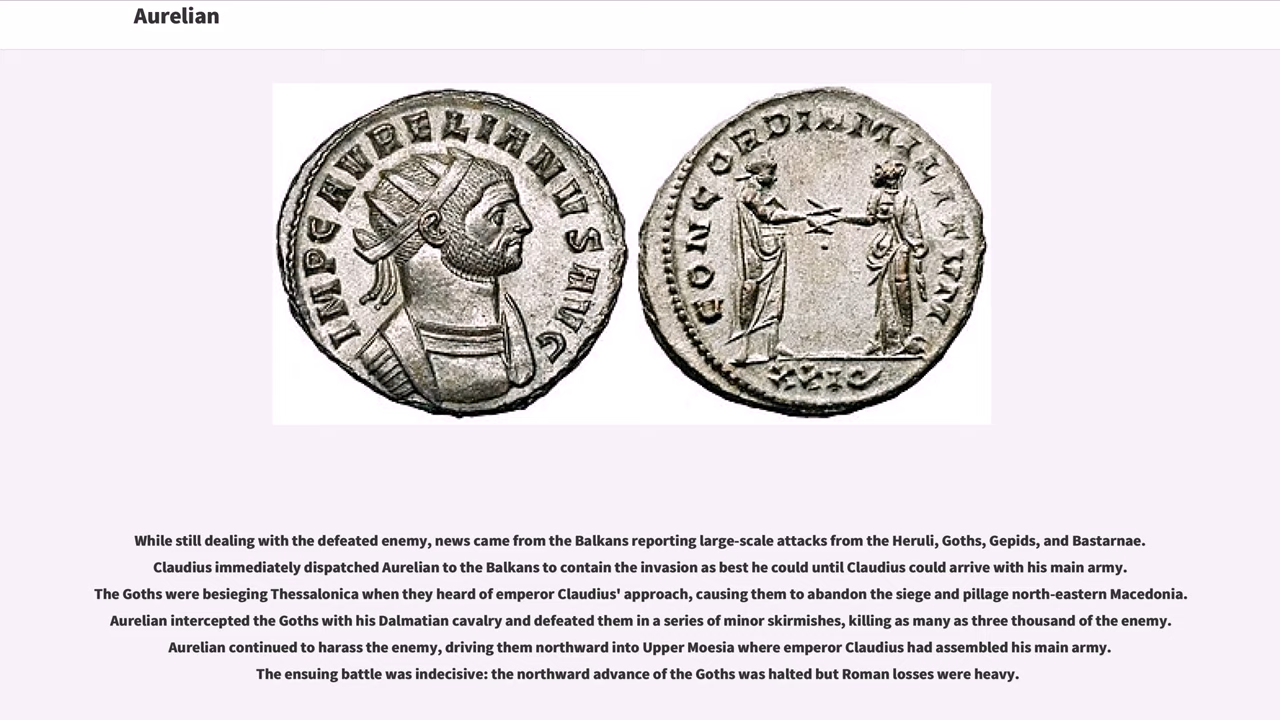 Aurelian
IMP C AVRELIANVS AVG
CONCORDIA MILITVM
XXIQ
While still dealing with the defeated enemy, news came from the Balkans reporting large-scale attacks from the Heruli, Goths, Gepids, and Bastarnae.
Claudius immediately dispatched Aurelian to the Balkans to contain the invasion as best he could until Claudius could arrive with his main army.
The Goths were besieging Thessalonica when they heard of emperor Claudius' approach, causing them to abandon the siege and pillage north-eastern Macedonia.
Aurelian intercepted the Goths with his Dalmatian cavalry and defeated them in a series of minor skirmishes, killing as many as three thousand of the enemy.
Aurelian continued to harass the enemy, driving them northward into Upper Moesia where emperor Claudius had assembled his main army.
The ensuing battle was indecisive: the northward advance of the Goths was halted but Roman losses were heavy.